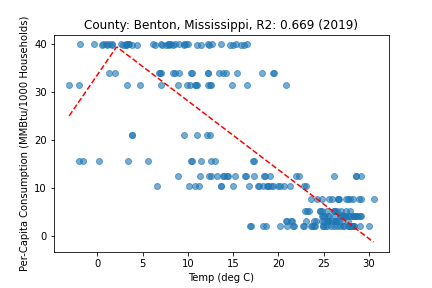 County: Benton, Mississippi, R2: 0.669 (2019)
Per-Capita Consumption (MMBtu/1000 Households)
40
30
20
10
0
0 5 10 15 20 25 30
Temp (deg C)